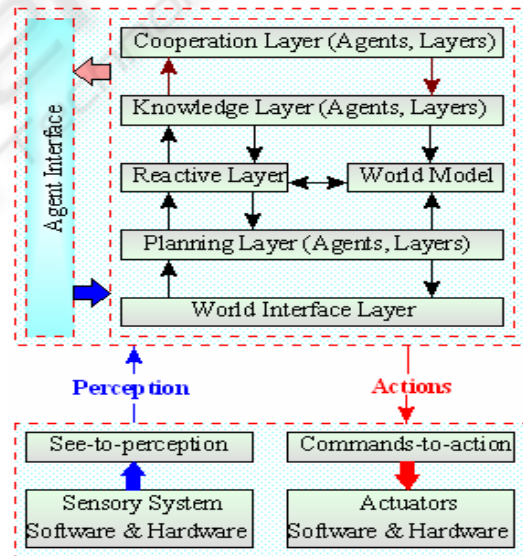 Cooperation Layer (Agents, Layers)
Agent Interface
Knowledge Layer (Agents, Layers)
Reactive Layer
World Model
Planning Layer (Agents, Layers)
World Interface Layer
Perception
Actions
See-to-perception
Commands-to-action
Sensory System
Software & Hardware
Actuators
Software & Hardware